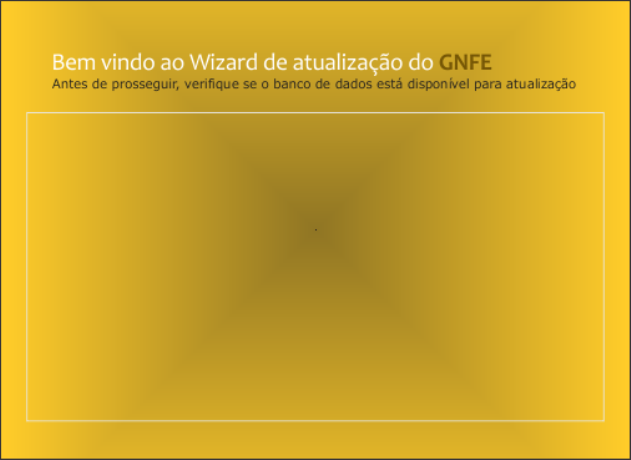 Bem vindo ao Wizard de atualização do GNFE
Antes de prosseguir, verifique se o banco de dados está disponível para atualização